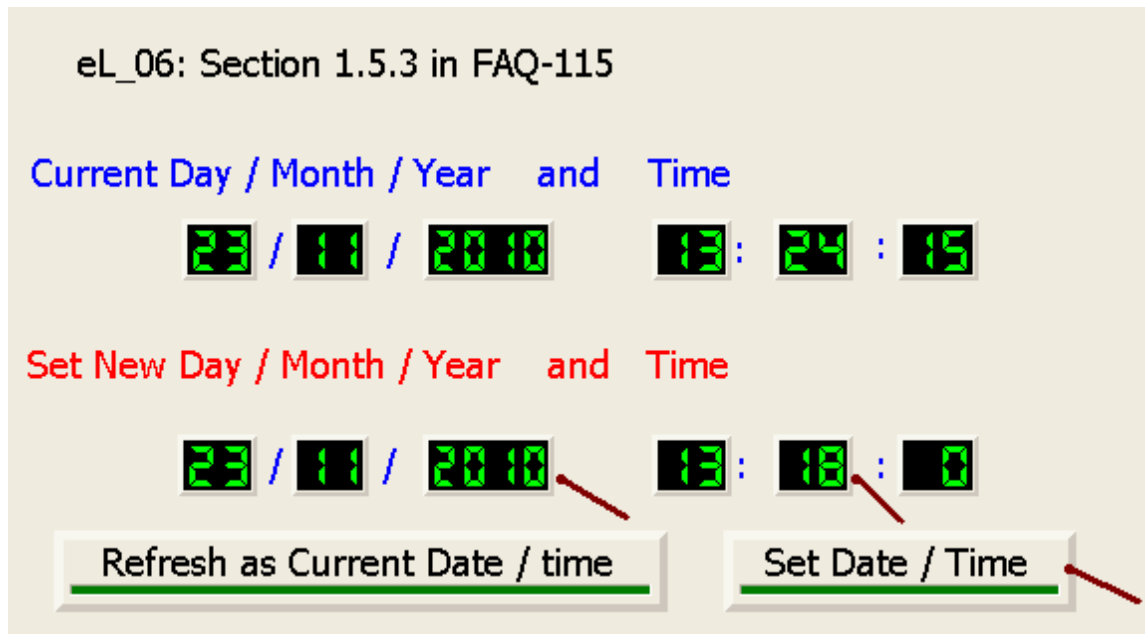 eL_06: Section 1.5.3 in FAQ-115
Current Day / Month / Year and Time
23 / 11 / 2010 13: 24 : 15
Set New Day / Month / Year and Time
23 / 11 / 2010 13: 18 : 0
Refresh as Current Date / time Set Date / Time